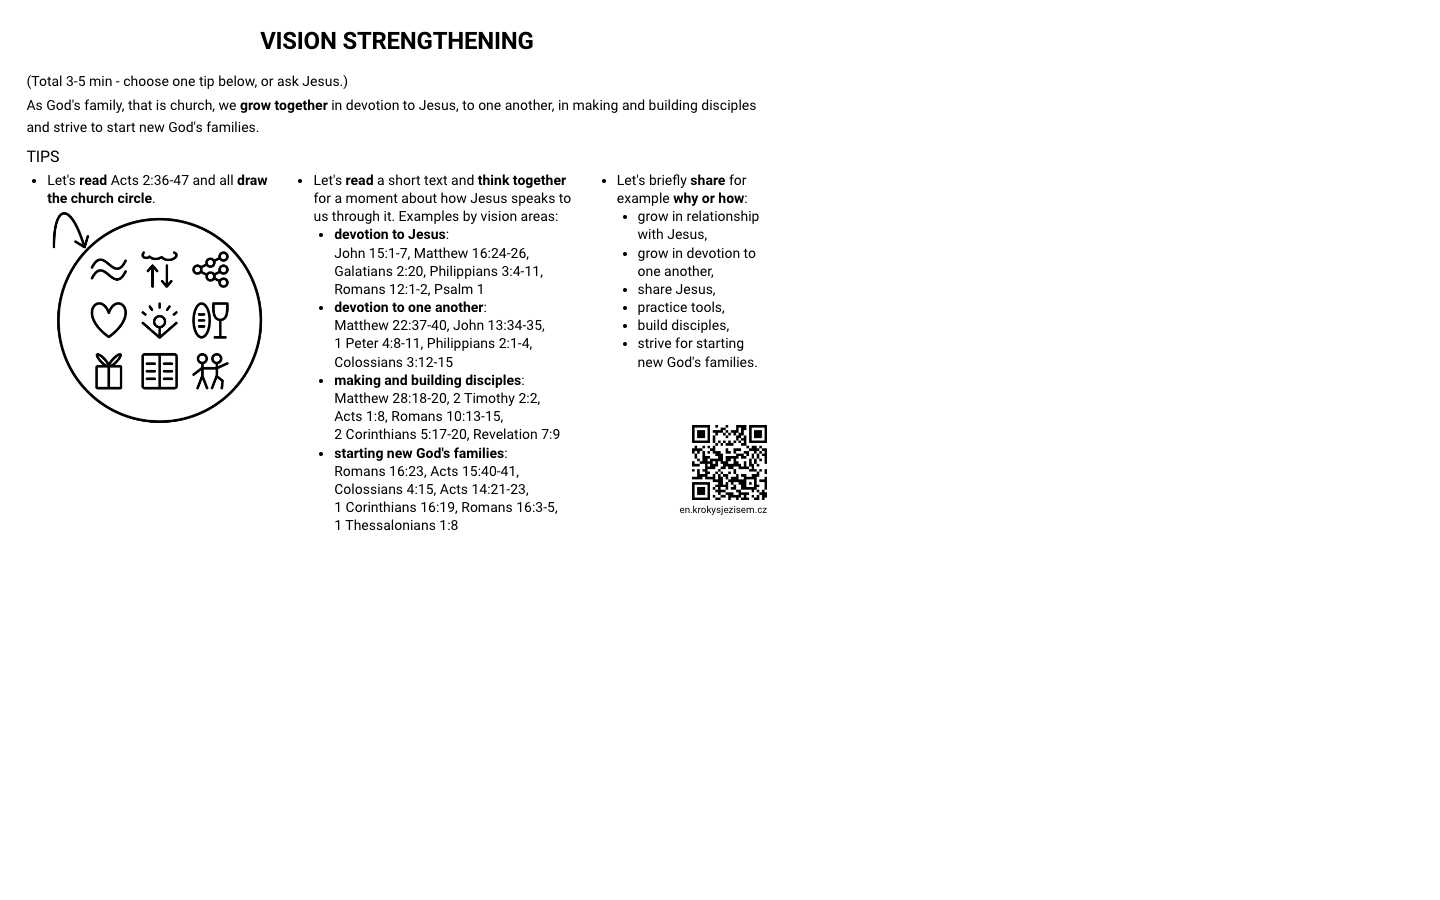 VISION STRENGTHENING
(Total 3-5 min - choose one tip below, or ask Jesus.)
As God's family, that is church, we grow together in devotion to Jesus, to one another, in making and building disciples
and strive to start new God's families.
TIPS
• Let's read Acts 2:36-47 and all draw
the church circle.
• Let's read a short text and think together
for a moment about how Jesus speaks to
us through it. Examples by vision areas:
• devotion to Jesus:
John 15:1-7, Matthew 16:24-26,
Galatians 2:20, Philippians 3:4-11,
Romans 12:1-2, Psalm 1
• devotion to one another:
Matthew 22:37-40, John 13:34-35,
1 Peter 4:8-11, Philippians 2:1-4,
Colossians 3:12-15
• making and building disciples:
Matthew 28:18-20, 2 Timothy 2:2,
Acts 1:8, Romans 10:13-15,
2 Corinthians 5:17-20, Revelation 7:9
• starting new God's families:
Romans 16:23, Acts 15:40-41,
Colossians 4:15, Acts 14:21-23,
1 Corinthians 16:19, Romans 16:3-5,
1 Thessalonians 1:8
• Let's briefly share for
example why or how:
• grow in relationship
with Jesus,
• grow in devotion to
one another,
• share Jesus,
• practice tools,
• build disciples,
• strive for starting
new God's families.
en.krokysjezisem.cz